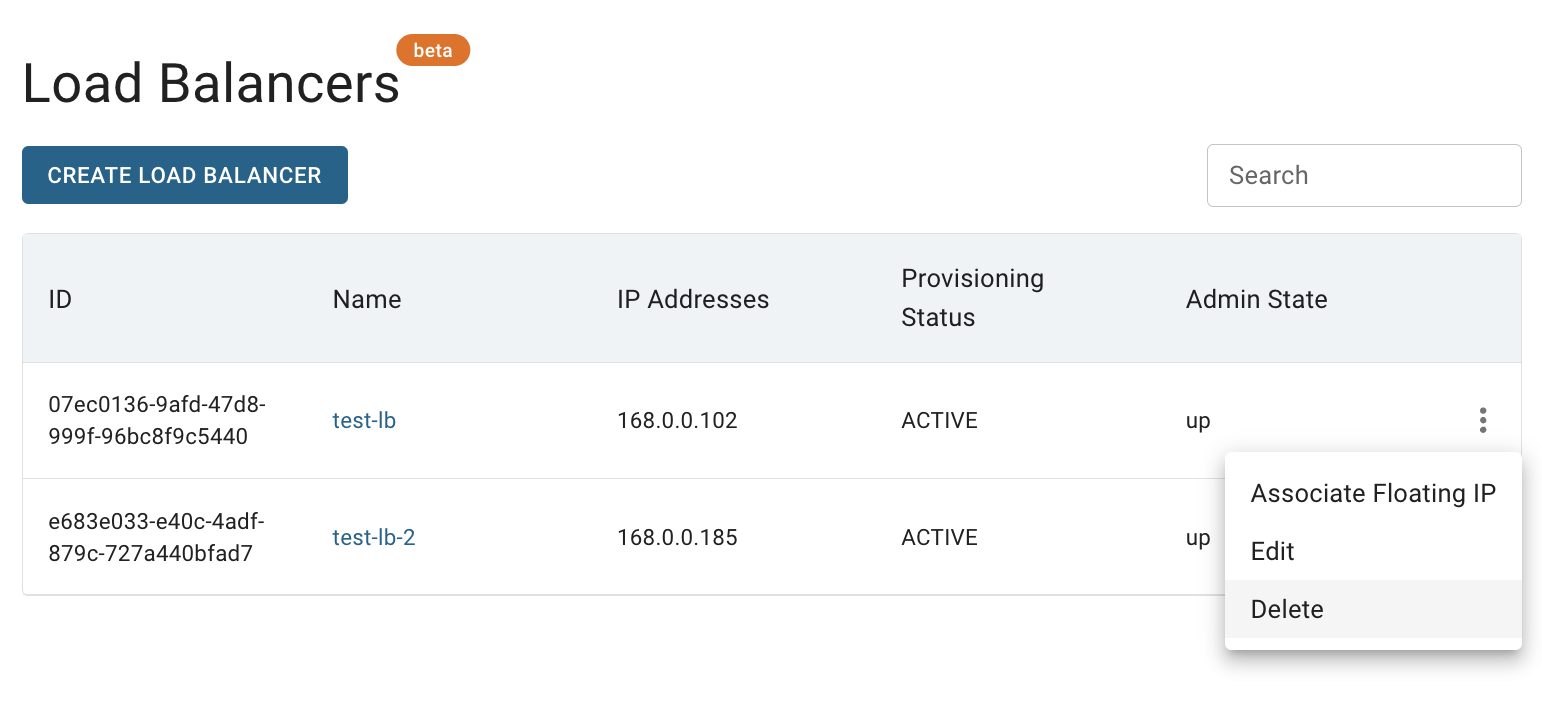 Load Balancers beta
CREATE LOAD BALANCER
Search
ID Name IP Addresses Provisioning Status Admin State
07ec0136-9afd-47d8-
999f-96bc8f9c5440 test-lb 168.0.0.102 ACTIVE up
e683e033-e40c-4adf-
879c-727a440bfad7 test-lb-2 168.0.0.185 ACTIVE up
Associate Floating IP
Edit
Delete